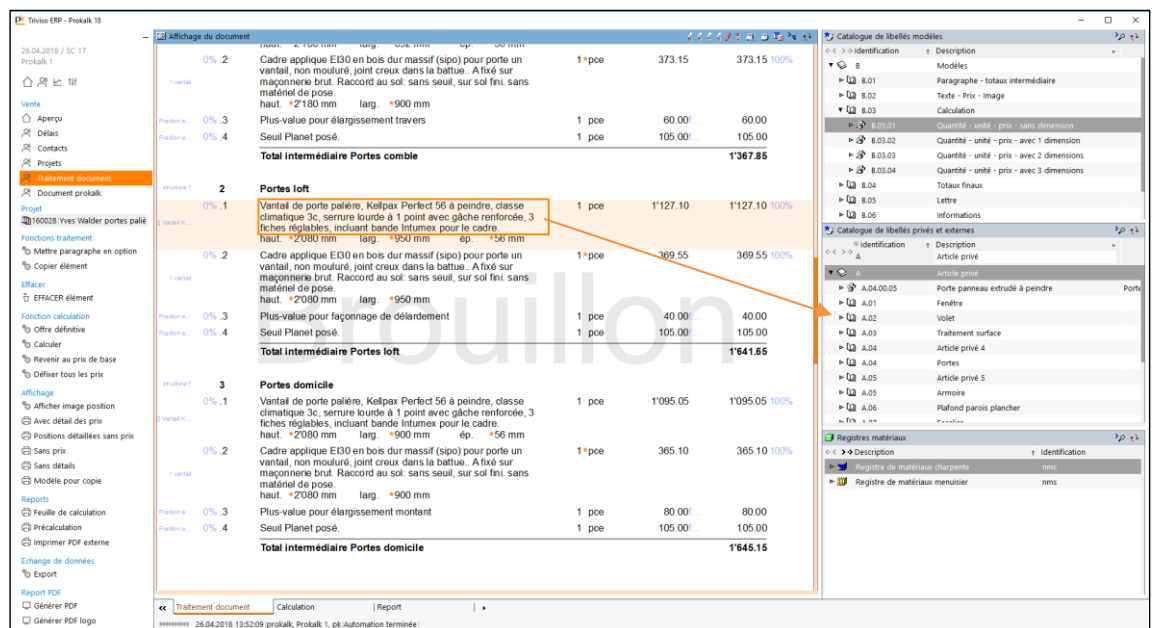 Triviso ERP - Prokalk 18
26.04.2018 / SC 17
Prokalk 1
Vente
Aperçu
Délais
Contacts
Projets
Traitement document
Document prokalk
Projet
160028 Yves Walder portes paliè
Fonctions traitement
Mettre paragraphe en option
Copier élément
Effacer
EFFACER élément
Fonction calculation
Offre définitive
Calculer
Revenir au prix de base
Défixer tous les prix
Affichage
Afficher image position
Avec détail des prix
Positions détaillées sans prix
Sans prix
Sans détails
Modèle pour copie
Reports
Feuille de calculation
Précalculation
Imprimer PDF externe
Echange de données
Export
Report PDF
Générer PDF
Générer PDF logo
Affichage du document
0% .2 Cadre applique EI30 en bois dur massif (sipo) pour porte un 1*pce 373.15 373.15 100%
1 vantail
vantail, non mouluré, joint creux dans la battue.. A fixé sur
maçonnerie brut. Raccord au sol: sans seuil, sur sol fini. sans
matériel de pose.
haut. *2'180 mm larg. *900 mm
Position a... 0% .3 Plus-value pour élargissement travers 1 pce 60.00f... 60.00
Position a... 0% .4 Seuil Planet posé. 1 pce 105.00f... 105.00
Total intermédiaire Portes comble 1'367.85
structure 1 2 Portes loft
0% .1 Vantail de porte palière, Kellpax Perfect 56 à peindre, classe 1 pce 1'127.10 1'127.10 100%
[] Vantail K...
climatique 3c, serrure lourde à 1 point avec gâche renforcée, 3
fiches réglables, incluant bande Intumex pour le cadre.
haut. *2'080 mm larg. *950 mm ép. *56 mm
0% .2 Cadre applique EI30 en bois dur massif (sipo) pour porte un 1*pce 369.55 369.55 100%
1 vantail
vantail, non mouluré, joint creux dans la battue.. A fixé sur
maçonnerie brut. Raccord au sol: sans seuil, sur sol fini. sans
matériel de pose.
haut. *2'080 mm larg. *950 mm
Position a... 0% .3 Plus-value pour façonnage de délardement 1 pce 40.00f... 40.00
Position a... 0% .4 Seuil Planet posé. 1 pce 105.00f... 105.00
Total intermédiaire Portes loft 1'641.65
Brouillon
structure 1 3 Portes domicile
0% .1 Vantail de porte palière, Kellpax Perfect 56 à peindre, classe 1 pce 1'095.05 1'095.05 100%
[] Vantail K...
climatique 3c, serrure lourde à 1 point avec gâche renforcée, 3
fiches réglables, incluant bande Intumex pour le cadre.
haut. *2'080 mm larg. *900 mm ép. *56 mm
0% .2 Cadre applique EI30 en bois dur massif (sipo) pour porte un 1*pce 365.10 365.10 100%
1 vantail
vantail, non mouluré, joint creux dans la battue.. A fixé sur
maçonnerie brut. Raccord au sol: sans seuil, sur sol fini. sans
matériel de pose.
haut. *2'080 mm larg. *900 mm
Position a... 0% .3 Plus-value pour élargissement montant 1 pce 80.00f... 80.00
Position a... 0% .4 Seuil Planet posé. 1 pce 105.00f... 105.00
Total intermédiaire Portes domicile 1'645.15
Traitement document Calculation Report
26.04.2018 13:52:09 prokalk, Prokalk 1, pk Automation terminée
Catalogue de libellés modèles
Identification Description
B Modèles
B.01 Paragraphe - totaux intermédiaire
B.02 Texte - Prix - Image
B.03 Calculation
B.03.01 Quantité - unité - prix - sans dimension
B.03.02 Quantité - unité - prix - avec 1 dimension
B.03.03 Quantité - unité - prix - avec 2 dimensions
B.03.04 Quantité - unité - prix - avec 3 dimensions
B.04 Totaux finaux
B.05 Lettre
B.06 Informations
Catalogue de libellés privés et externes
Identification Description
A Article privé
A Article privé
A.04.00.05 Porte panneau extrudé à peindre Porte
A.01 Fenêtre
A.02 Volet
A.03 Traitement surface
A.04 Article privé 4
A.04 Portes
A.05 Article privé 5
A.05 Armoire
A.06 Plafond parois plancher
Registres matériaux
Description Identification
Registre de matériaux charpente nmc
Registre de matériaux menuisier nms